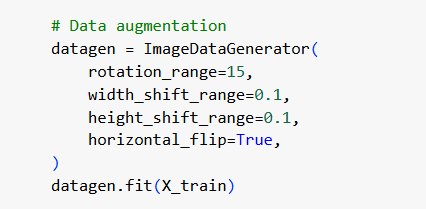 # Data augmentation
datagen = ImageDataGenerator(
    rotation_range=15,
    width_shift_range=0.1,
    height_shift_range=0.1,
    horizontal_flip=True,
)
datagen.fit(X_train)